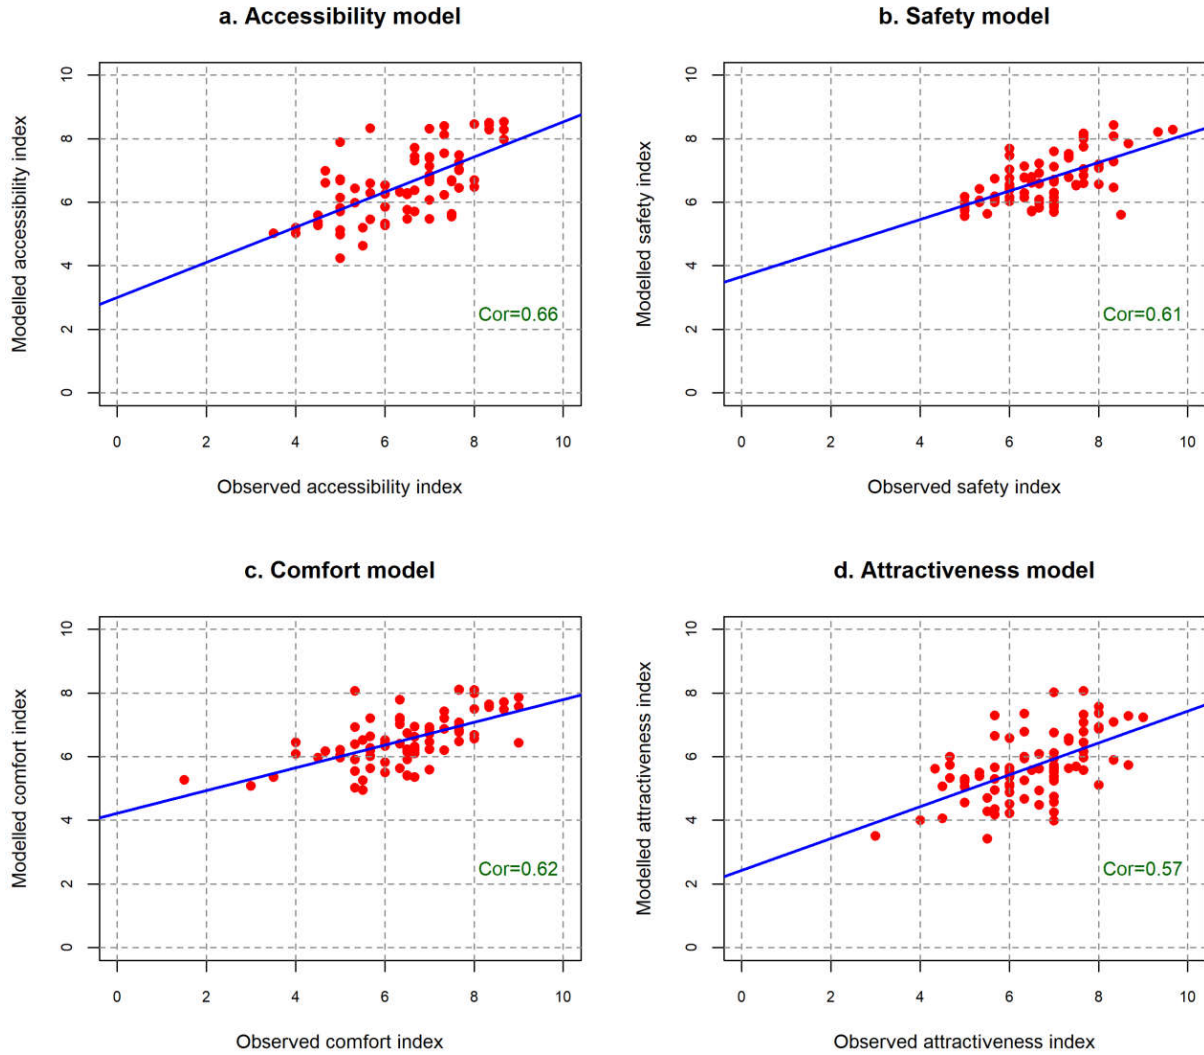 a. Accessibility model
Modelled accessibility index
10
8
6
4
2
0
Cor=0.66
0 2 4 6 8 10
Observed accessibility index
b. Safety model
Modelled safety index
10
8
6
4
2
0
Cor=0.61
0 2 4 6 8 10
Observed safety index
c. Comfort model
Modelled comfort index
10
8
6
4
2
0
Cor=0.62
0 2 4 6 8 10
Observed comfort index
d. Attractiveness model
Modelled attractiveness index
10
8
6
4
2
0
Cor=0.57
0 2 4 6 8 10
Observed attractiveness index